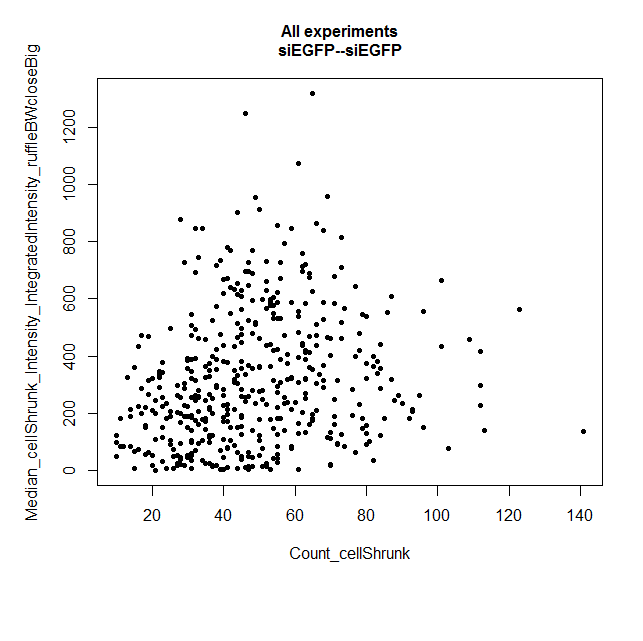 All experiments
siEGFP--siEGFP
Median_cellShrunk_Intensity_IntegratedIntensity_ruffleBWcloseBig
1200
1000
800
600
400
200
0
20 40 60 80 100 120 140
Count_cellShrunk